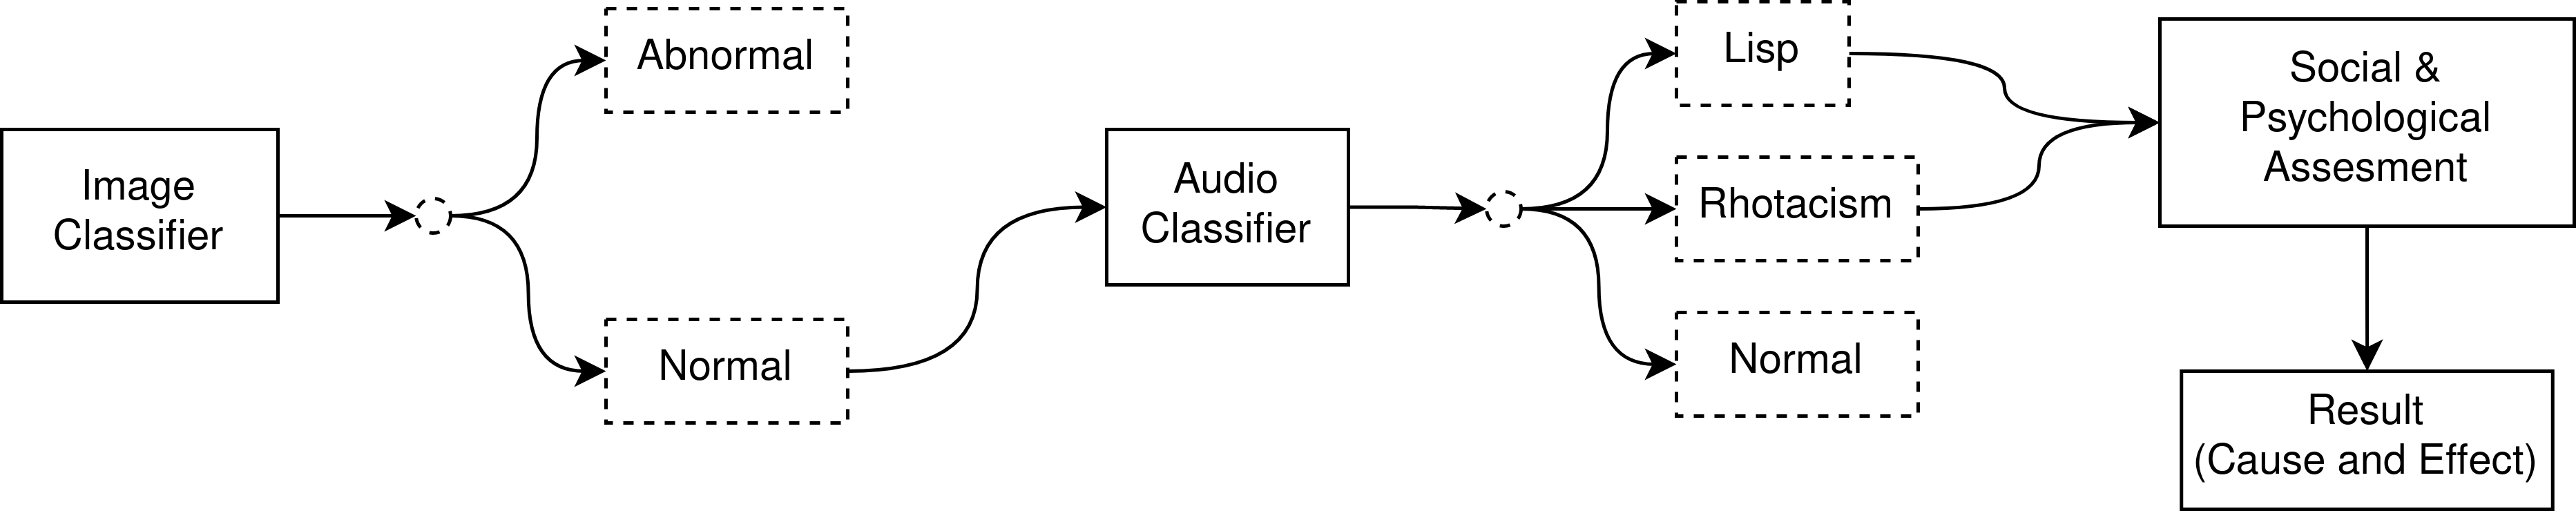 Image
Classifier
Abnormal
Normal
Audio
Classifier
Lisp
Rhotacism
Normal
Social &
Psychological
Assesment
Result
(Cause and Effect)